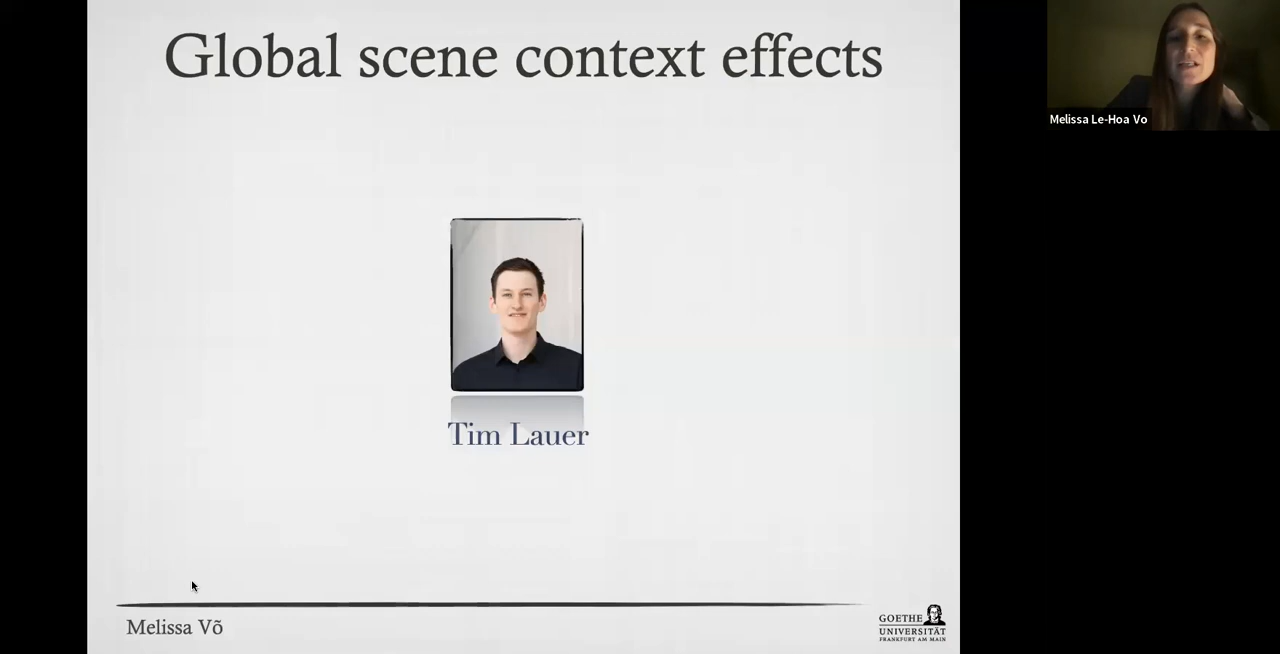 Global scene context effects
Melissa Le-Hoa Vo
Tim Lauer
Melissa Võ
GOETHE
UNIVERSITÄT
FRANKFURT AM MAIN